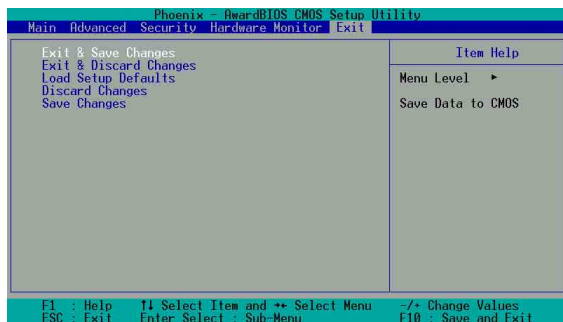 Phoenix - AwardBIOS CMOS Setup Utility
Main Advanced Security Hardware Monitor Exit
Exit & Save Changes
Exit & Discard Changes
Load Setup Defaults
Discard Changes
Save Changes
Item Help
Menu Level ►
Save Data to CMOS
F1 : Help ↑↓ Select Item and ↔ Select Menu -/+ Change Values
ESC : Exit Enter Select : Sub-Menu F10 : Save and Exit